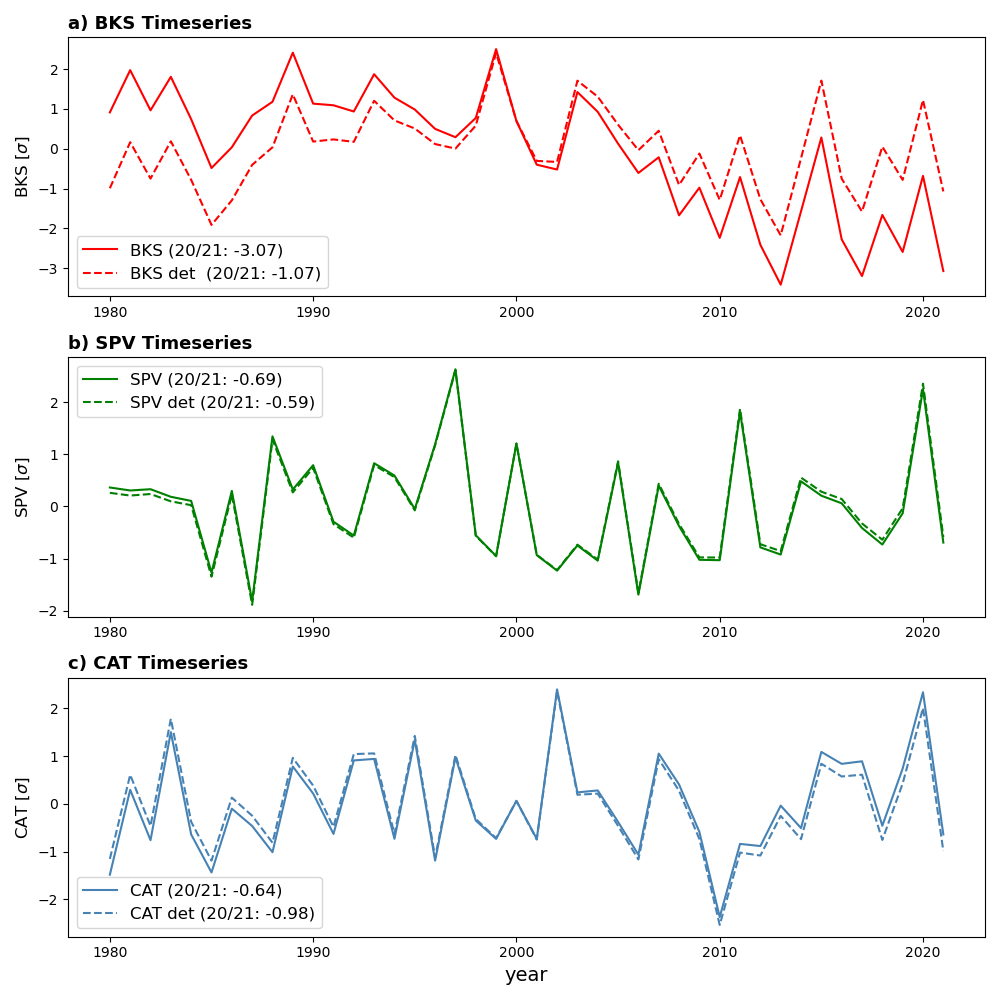 a) BKS Timeseries
BKS [σ]
2
1
0
−1
−2
−3
BKS (20/21: -3.07)
BKS det  (20/21: -1.07)
1980
1990
2000
2010
2020
b) SPV Timeseries
SPV [σ]
2
1
0
−1
−2
SPV (20/21: -0.69)
SPV det (20/21: -0.59)
1980
1990
2000
2010
2020
c) CAT Timeseries
CAT [σ]
2
1
0
−1
−2
CAT (20/21: -0.64)
CAT det (20/21: -0.98)
1980
1990
2000
2010
2020
year